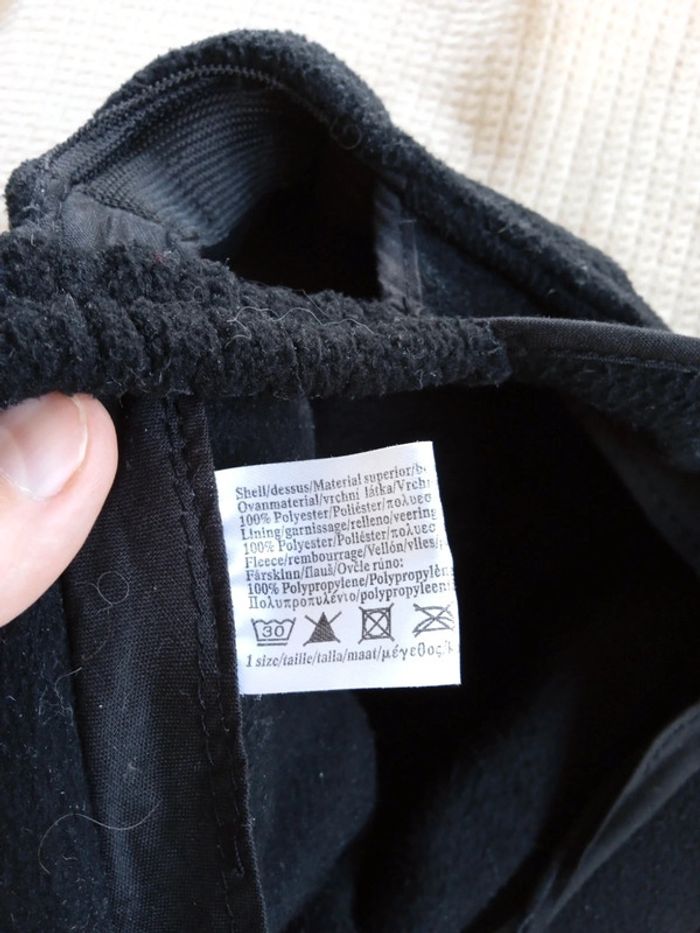 Shell/dessus/Material superior/b
Ovanmaterial/vrchní látka/Vrch
100% Polyester/Poliéster/πολυεσ
Lining/garnissage/relleno/veering
100% Polyester/Poliéster/πολυεσ
Fleece/rembourrage/Vellón/vlies/
Fårskinn/flauš/Ovčie rúno:
100% Polypropylene/Polypropylèn
Πολυπροπυλένιο/polypropyleen
30
1 size/taille/talla/maat/μέγεθος/